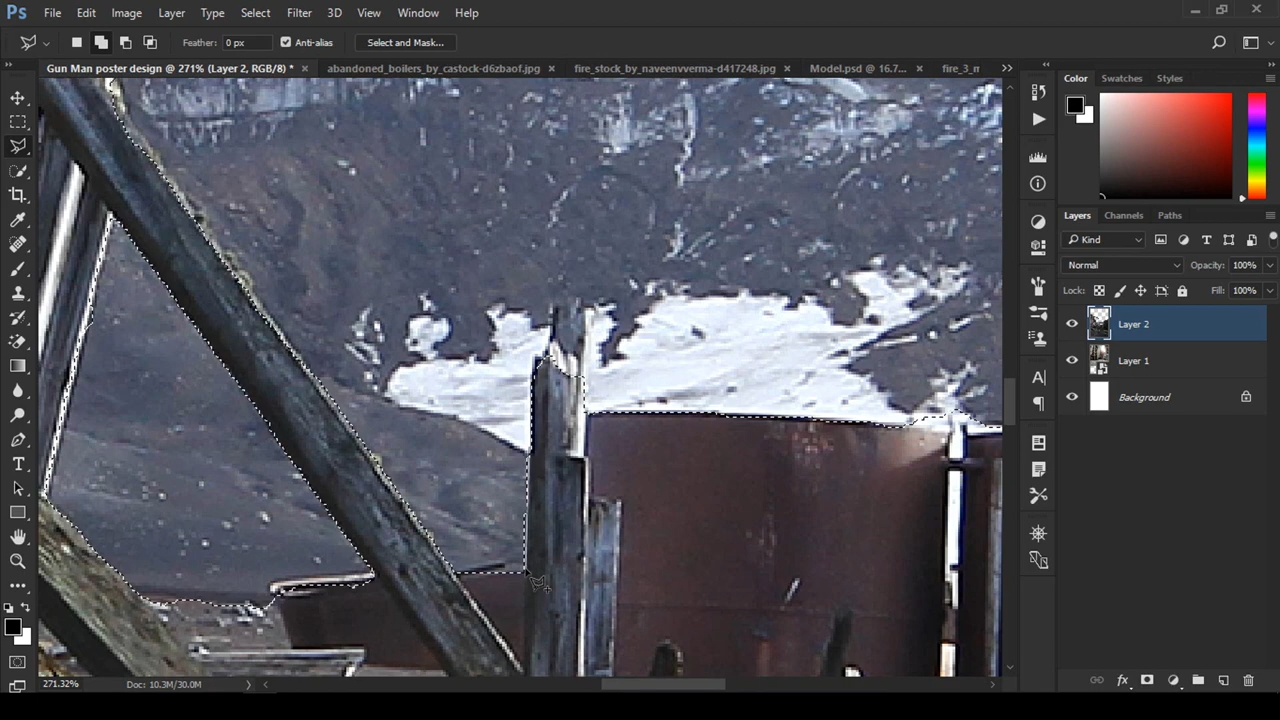 Ps File Edit Image Layer Type Select Filter 3D View Window Help
Feather: 0 px Anti-alias Select and Mask...
Gun Man poster design @ 271% (Layer 2, RGB/8) * × abandoned_boilers_by_castock-d6zbaof.jpg × fire_stock_by_naveenvverma-d417248.jpg × Model.psd @ 16.7... × fire_3_m
Color Swatches Styles
Layers Channels Paths
Kind
Normal Opacity: 100%
Lock: Fill: 100%
Layer 2
Layer 1
Background
271.32% Doc: 10.3M/30.0M